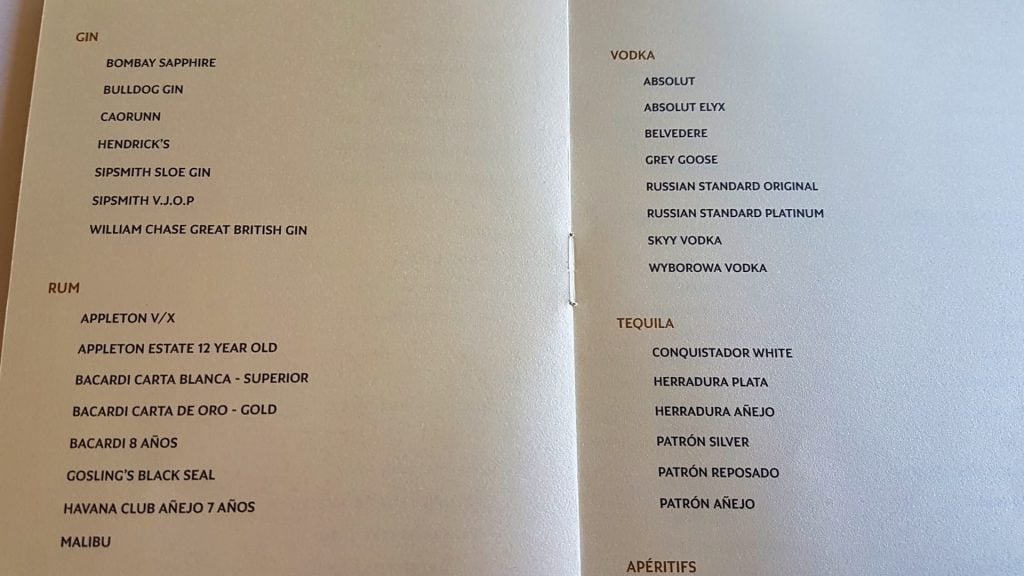 GIN
BOMBAY SAPPHIRE
BULLDOG GIN
CAORUNN
HENDRICK'S
SIPSMITH SLOE GIN
SIPSMITH V.J.O.P
WILLIAM CHASE GREAT BRITISH GIN
RUM
APPLETON V/X
APPLETON ESTATE 12 YEAR OLD
BACARDI CARTA BLANCA - SUPERIOR
BACARDI CARTA DE ORO - GOLD
BACARDI 8 AÑOS
GOSLING'S BLACK SEAL
HAVANA CLUB AÑEJO 7 AÑOS
MALIBU
VODKA
ABSOLUT
ABSOLUT ELYX
BELVEDERE
GREY GOOSE
RUSSIAN STANDARD ORIGINAL
RUSSIAN STANDARD PLATINUM
SKYY VODKA
WYBOROWA VODKA
TEQUILA
CONQUISTADOR WHITE
HERRADURA PLATA
HERRADURA AÑEJO
PATRÓN SILVER
PATRÓN REPOSADO
PATRÓN AÑEJO
APÉRITIFS